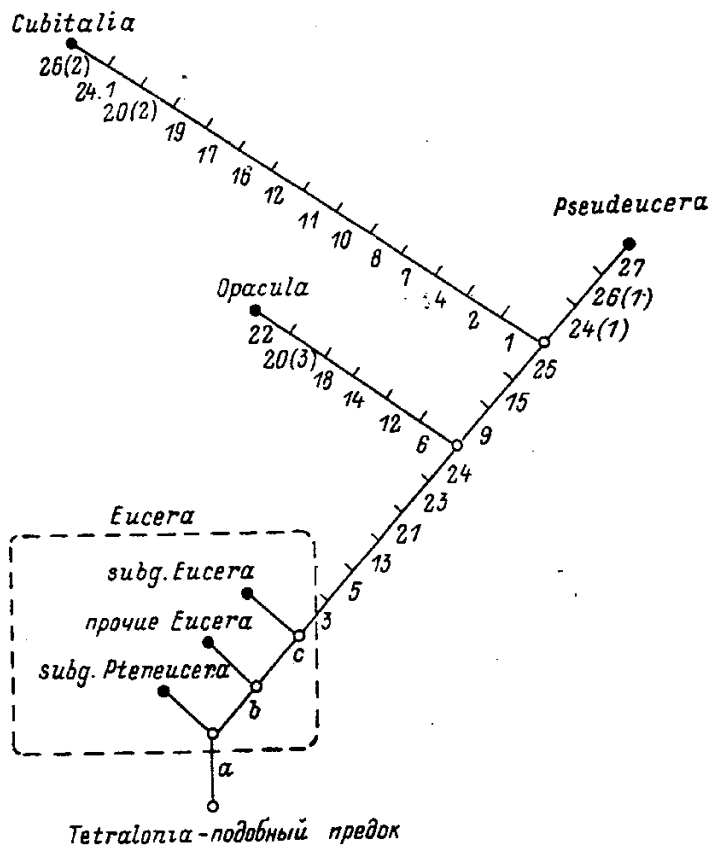 Cubitalia
26(2)
24.1
20(2)
19
17
16
12
11
10
8
7
4
2
1
Pseudeucera
27
26(1)
24(1)
25
15
9
Opacula
22
20(3)
18
14
12
6
24
23
21
13
5
3
Eucera
subg. Eucera
прочие Eucera
subg. Pteneucera
c
b
a
Tetralonia-подобный предок